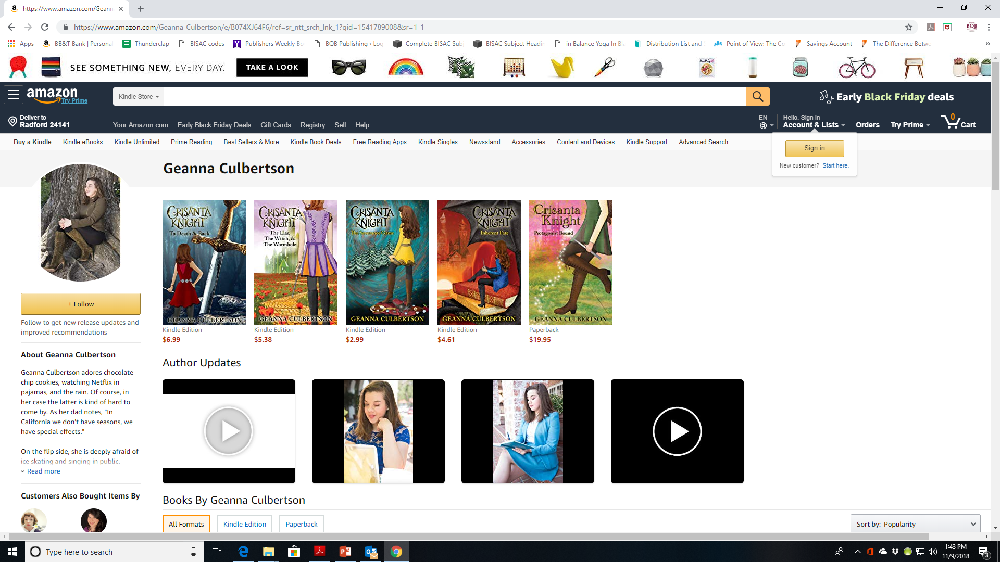 https://www.amazon.com/Geann
https://www.amazon.com/Geanna-Culbertson/e/B074XJ64F6/ref=sr_ntt_srch_lnk_1?qid=1541789008&sr=1-1
BQB
Apps
BB&T Bank | Persona
Thunderclap
BISAC codes
Publishers Weekly Bo
BQB Publishing › Log
Complete BISAC Subj
BISAC Subject Headin
in Balance Yoga In Bla
Distribution List and S
Point of View: The Co
Savings Account
The Difference Betwe
SEE SOMETHING NEW, EVERY DAY.
TAKE A LOOK
amazon
Try Prime
Kindle Store
Early Black Friday deals
Deliver to
Radford 24141
Your Amazon.com
Early Black Friday Deals
Gift Cards
Registry
Sell
Help
EN
Hello. Sign in
Account & Lists
Orders
Try Prime
0
Cart
Buy a Kindle
Kindle eBooks
Kindle Unlimited
Prime Reading
Best Sellers & More
Kindle Book Deals
Free Reading Apps
Kindle Singles
Newsstand
Accessories
Content and Devices
Kindle Support
Advanced Search
Sign in
New customer? Start here.
Geanna Culbertson
CRISANTA
KNIGHT
To Death & Back
GEANNA CULBERTSON
Kindle Edition
$6.99
CRISANTA
KNIGHT
The Liar,
The Witch, &
The Wormhole
GEANNA CULBERTSON
Kindle Edition
$5.38
CRISANTA
KNIGHT
The Severance Game
GEANNA CULBERTSON
Kindle Edition
$2.99
CRISANTA
KNIGHT
Inherent Fate
GEANNA CULBERTSON
Kindle Edition
$4.61
Crisanta
Knight
Protagonist Bound
GEANNA CULBERTSON
Paperback
$19.95
+ Follow
Follow to get new release updates and
improved recommendations
About Geanna Culbertson
Geanna Culbertson adores chocolate
chip cookies, watching Netflix in
pajamas, and the rain. Of course, in
her case the latter is kind of hard to
come by. As her dad notes, "In
California we don't have seasons, we
have special effects."
On the flip side, she is deeply afraid of
ice skating and singing in public.
Read more
Customers Also Bought Items By
Author Updates
Books By Geanna Culbertson
All Formats
Kindle Edition
Paperback
Sort by: Popularity
Type here to search
1:43 PM
11/9/2018
3